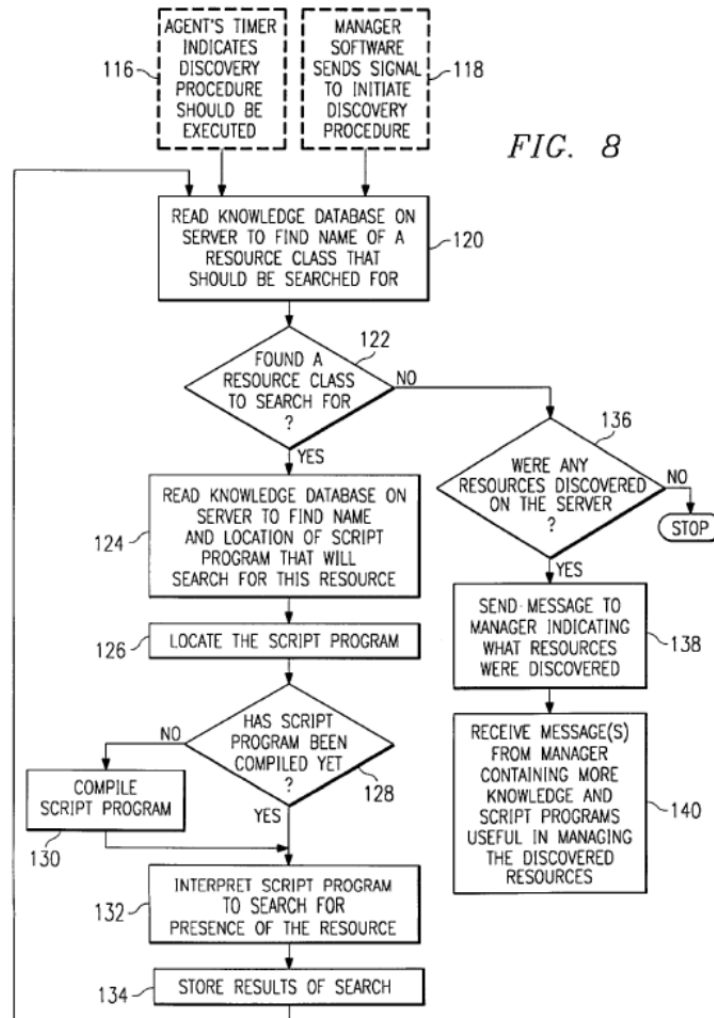 AGENT'S TIMER
INDICATES
DISCOVERY
PROCEDURE
SHOULD BE
EXECUTED
116
MANAGER
SOFTWARE
SENDS SIGNAL
TO INITIATE
DISCOVERY
PROCEDURE
118
FIG. 8
READ KNOWLEDGE DATABASE ON
SERVER TO FIND NAME OF A
RESOURCE CLASS THAT
SHOULD BE SEARCHED FOR
120
122
FOUND A
RESOURCE CLASS
TO SEARCH FOR
?
NO
YES
136
WERE ANY
RESOURCES DISCOVERED
ON THE SERVER
?
NO
STOP
YES
READ KNOWLEDGE DATABASE ON
SERVER TO FIND NAME
AND LOCATION OF SCRIPT
PROGRAM THAT WILL
SEARCH FOR THIS RESOURCE
124
SEND MESSAGE TO
MANAGER INDICATING
WHAT RESOURCES
WERE DISCOVERED
138
126
LOCATE THE SCRIPT PROGRAM
HAS SCRIPT
PROGRAM BEEN
COMPILED YET
?
128
NO
YES
COMPILE
SCRIPT PROGRAM
130
RECEIVE MESSAGE(S)
FROM MANAGER
CONTAINING MORE
KNOWLEDGE AND
SCRIPT PROGRAMS
USEFUL IN MANAGING
THE DISCOVERED
RESOURCES
140
132
INTERPRET SCRIPT PROGRAM
TO SEARCH FOR
PRESENCE OF THE RESOURCE
134
STORE RESULTS OF SEARCH